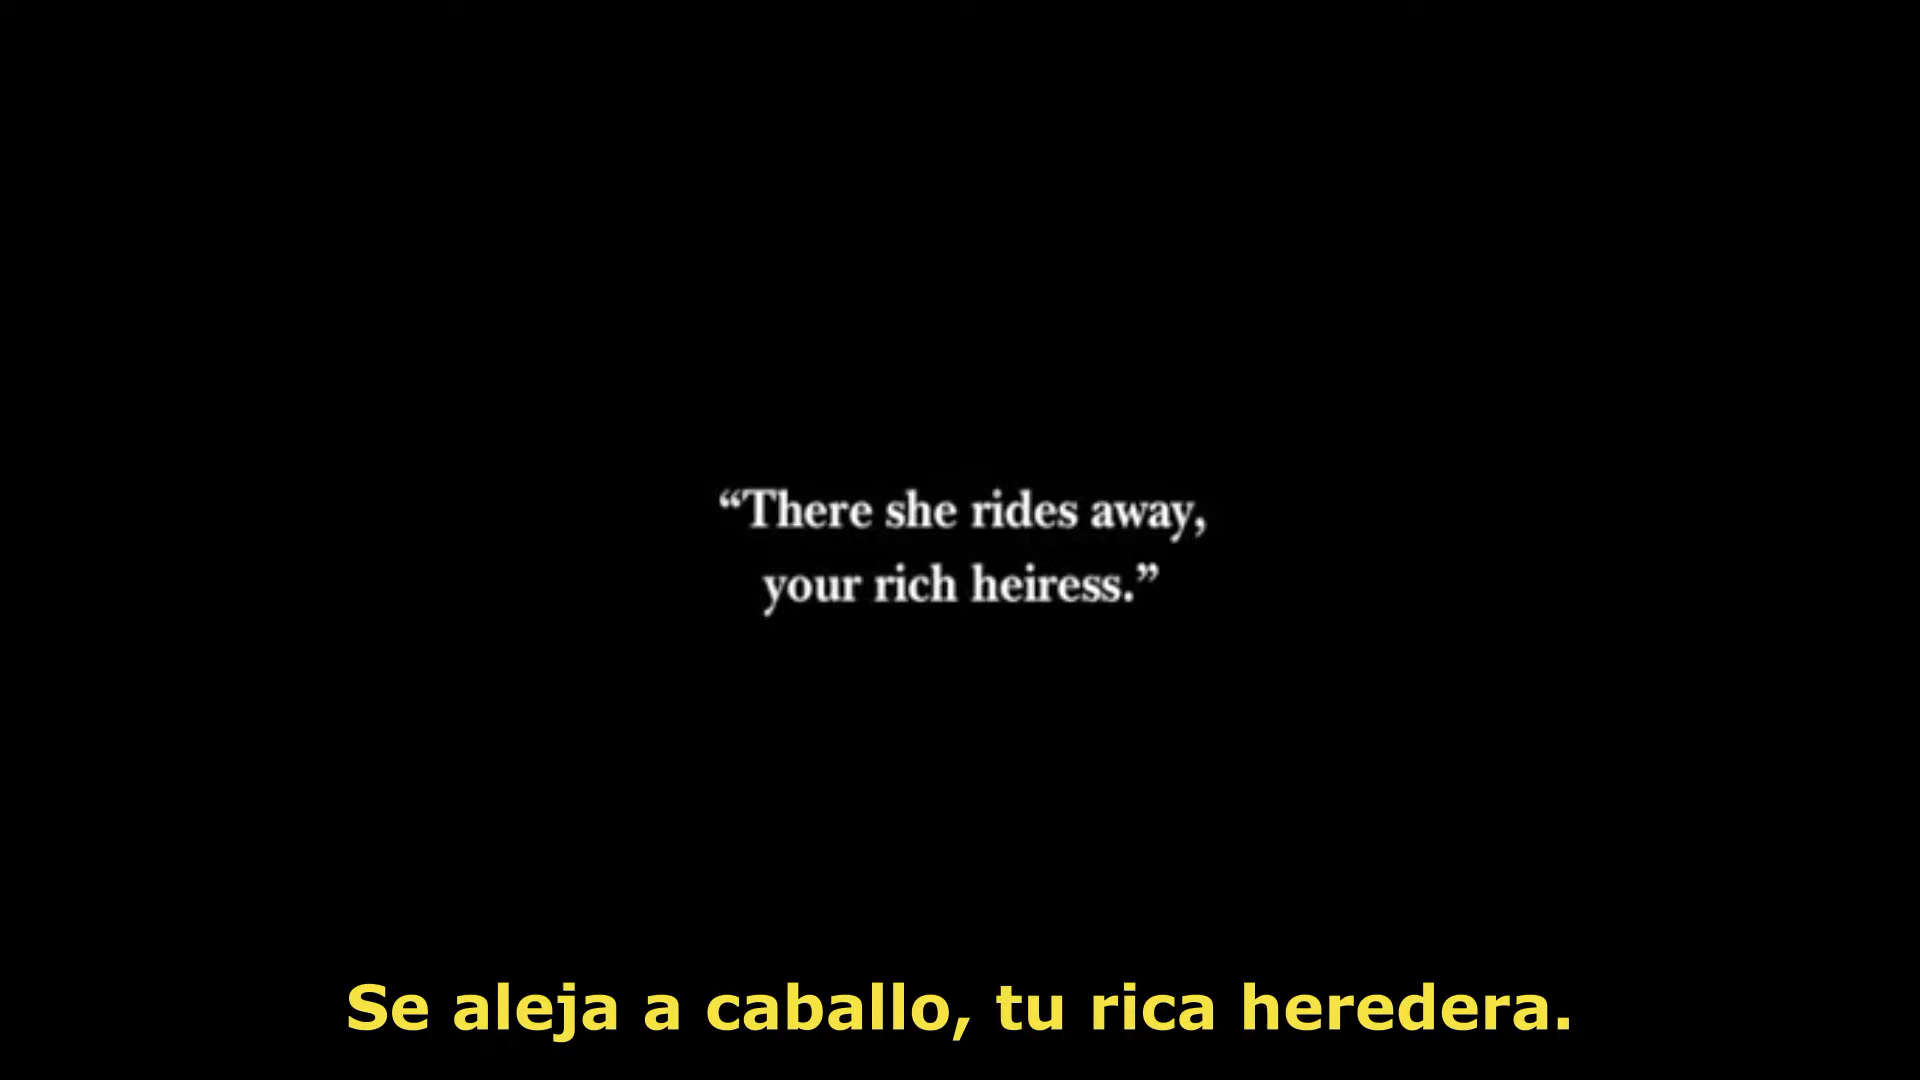 “There she rides away,
your rich heiress.”
Se aleja a caballo, tu rica heredera.